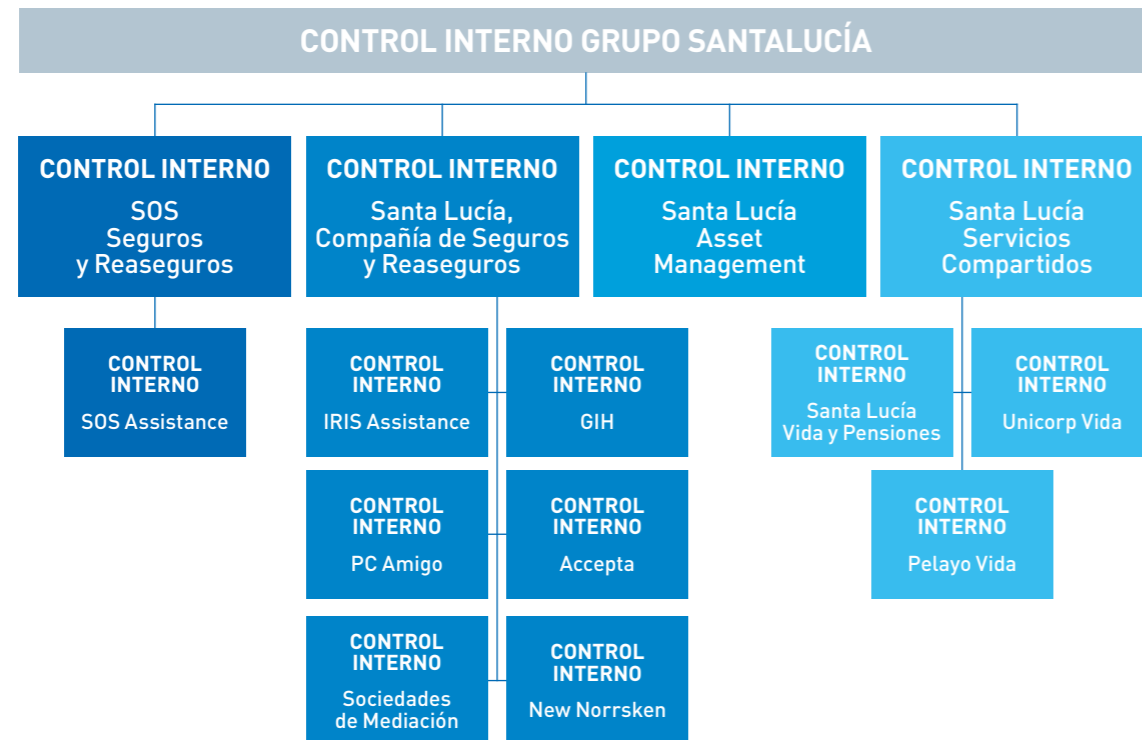 CONTROL INTERNO GRUPO SANTALUCÍA
CONTROL INTERNO
SOS
Seguros
y Reaseguros
CONTROL INTERNO
Santa Lucía,
Compañía de Seguros
y Reaseguros
CONTROL INTERNO
Santa Lucía
Asset
Management
CONTROL INTERNO
Santa Lucía
Servicios
Compartidos
CONTROL
INTERNO
SOS Assistance
CONTROL
INTERNO
IRIS Assistance
CONTROL
INTERNO
GIH
CONTROL
INTERNO
Santa Lucía
Vida y Pensiones
CONTROL
INTERNO
Unicorp Vida
CONTROL
INTERNO
PC Amigo
CONTROL
INTERNO
Accepta
CONTROL
INTERNO
Pelayo Vida
CONTROL
INTERNO
Sociedades
de Mediación
CONTROL
INTERNO
New Norrsken